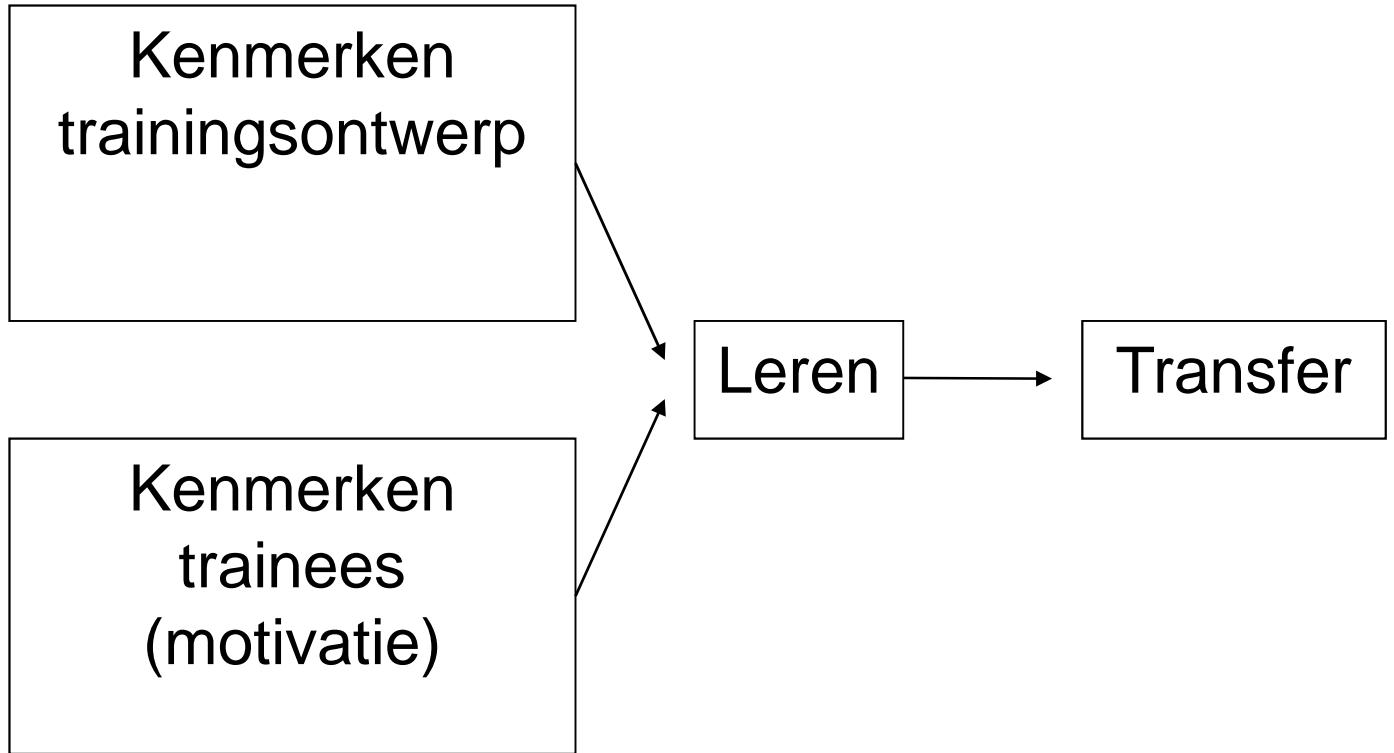 Kenmerken
trainingsontwerp
Leren
Transfer
Kenmerken
trainees
(motivatie)